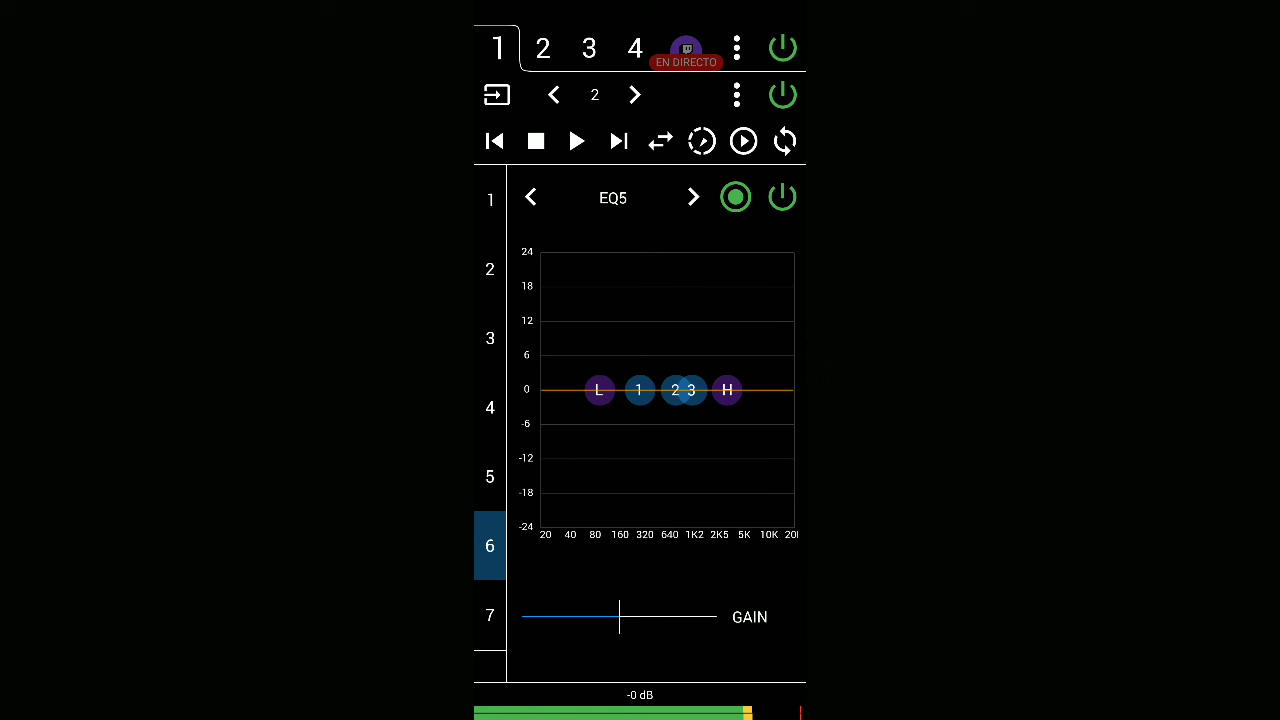 1 2 3 4
EN DIRECTO
2
EQ5
1
2
3
4
5
6
7
24
18
12
6
0
-6
-12
-18
-24
L 1 2 3 H
20 40 80 160 320 640 1K2 2K5 5K 10K 20
GAIN
-0 dB